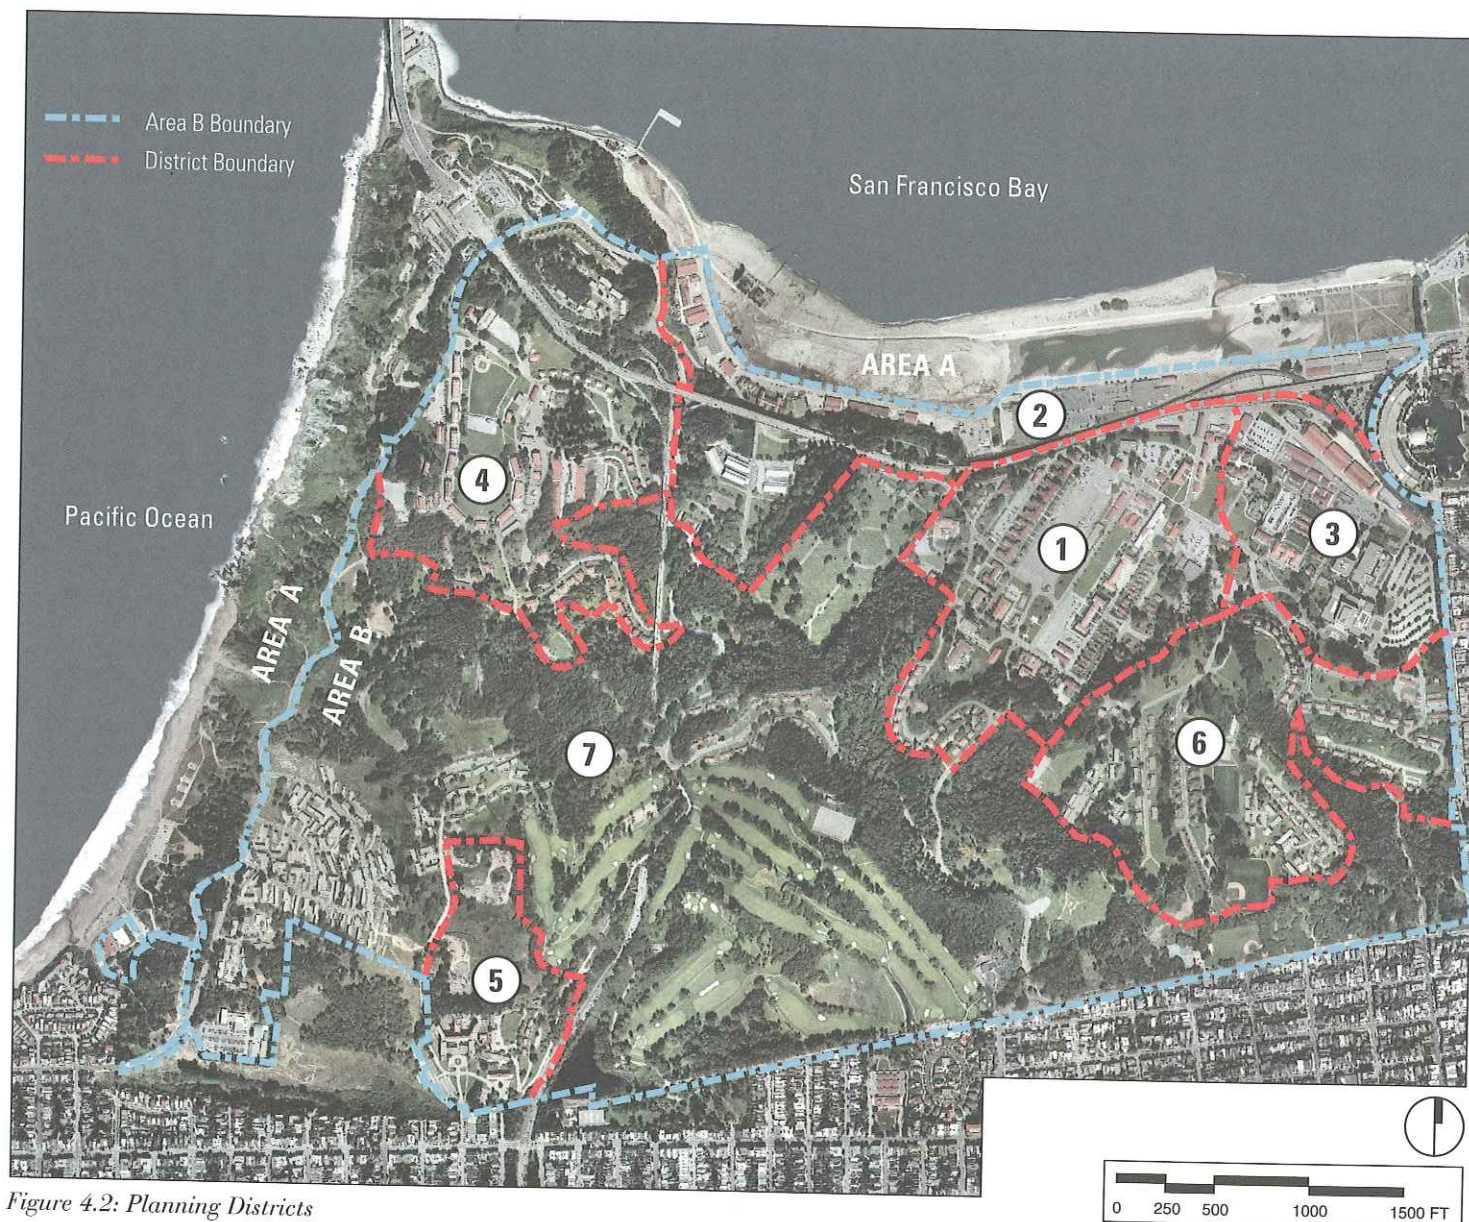 Area B Boundary
District Boundary
San Francisco Bay
Pacific Ocean
AREA A
AREA A
AREA B
2
4
1
3
6
7
5
Figure 4.2: Planning Districts
0 250 500 1000 1500 FT